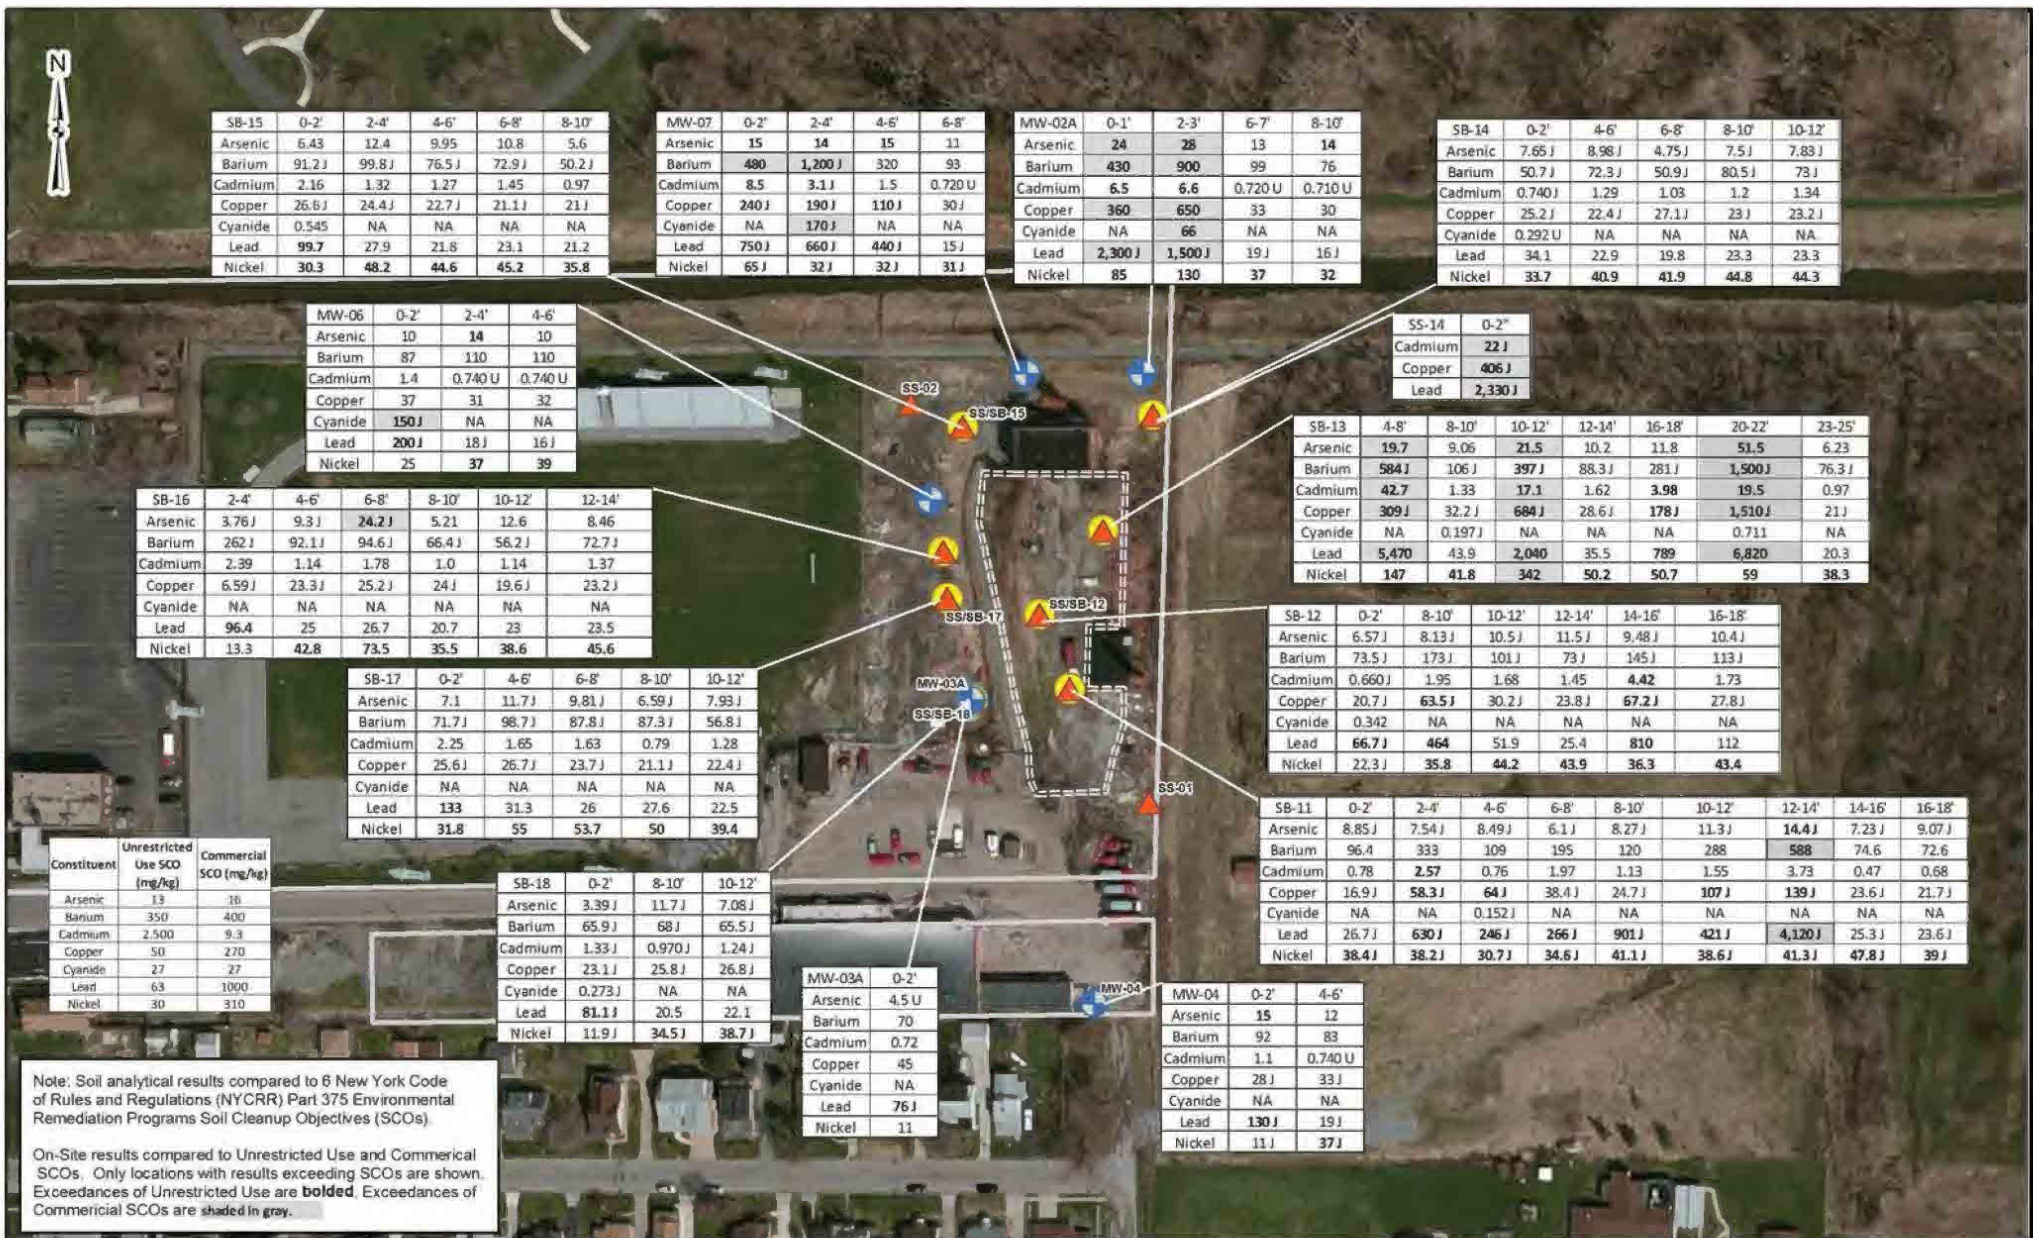 N
SB-15 0-2' 2-4' 4-6' 6-8' 8-10'
Arsenic 6.43 12.4 9.95 10.8 5.6
Barium 91.2 J 99.8 J 76.5 J 72.9 J 50.2 J
Cadmium 2.16 1.32 1.27 1.45 0.97
Copper 26.6 J 24.4 J 22.7 J 21.1 J 21 J
Cyanide 0.545 NA NA NA NA
Lead 99.7 27.9 21.8 23.1 21.2
Nickel 30.3 48.2 44.6 45.2 35.8
MW-07 0-2' 2-4' 4-6' 6-8'
Arsenic 15 14 15 11
Barium 480 1,200 J 320 93
Cadmium 8.5 3.1 J 1.5 0.720 U
Copper 240 J 190 J 110 J 30 J
Cyanide NA 170 J NA NA
Lead 750 J 660 J 440 J 15 J
Nickel 65 J 32 J 32 J 31 J
MW-02A 0-1' 2-3' 6-7' 8-10'
Arsenic 24 28 13 14
Barium 430 900 99 76
Cadmium 6.5 6.6 0.720 U 0.710 U
Copper 360 650 33 30
Cyanide NA 66 NA NA
Lead 2,300 J 1,500 J 19 J 16 J
Nickel 85 130 37 32
SB-14 0-2' 4-6' 6-8' 8-10' 10-12'
Arsenic 7.65 J 8.98 J 4.75 J 7.5 J 7.83 J
Barium 50.7 J 72.3 J 50.9 J 80.5 J 73 J
Cadmium 0.740 J 1.29 1.03 1.2 1.34
Copper 25.2 J 22.4 J 27.1 J 23 J 23.2 J
Cyanide 0.292 U NA NA NA NA
Lead 34.1 22.9 19.8 23.3 23.3
Nickel 33.7 40.9 41.9 44.8 44.3
MW-06 0-2' 2-4' 4-6'
Arsenic 10 14 10
Barium 87 110 110
Cadmium 1.4 0.740 U 0.740 U
Copper 37 31 32
Cyanide 150 J NA NA
Lead 200 J 18 J 16 J
Nickel 25 37 39
SS-14 0-2"
Cadmium 22 J
Copper 406 J
Lead 2,330 J
SS-02
SS/SB-15
SB-13 4-8' 8-10' 10-12' 12-14' 16-18' 20-22' 23-25'
Arsenic 19.7 9.06 21.5 10.2 11.8 51.5 6.23
Barium 584 J 106 J 397 J 88.3 J 281 J 1,500 J 76.3 J
Cadmium 42.7 1.33 17.1 1.62 3.98 19.5 0.97
Copper 309 J 32.2 J 684 J 28.6 J 178 J 1,510 J 21 J
Cyanide NA 0.197 J NA NA NA 0.711 NA
Lead 5,470 43.9 2,040 35.5 789 6,820 20.3
Nickel 147 41.8 342 50.2 50.7 59 38.3
SB-16 2-4' 4-6' 6-8' 8-10' 10-12' 12-14'
Arsenic 3.76 J 9.3 J 24.2 J 5.21 12.6 8.46
Barium 262 J 92.1 J 94.6 J 66.4 J 56.2 J 72.7 J
Cadmium 2.39 1.14 1.78 1.0 1.14 1.37
Copper 6.59 J 23.3 J 25.2 J 24 J 19.6 J 23.2 J
Cyanide NA NA NA NA NA NA
Lead 96.4 25 26.7 20.7 23 23.5
Nickel 13.3 42.8 73.5 35.5 38.6 45.6
SS/SB-17
SS/SB-12
SB-12 0-2' 8-10' 10-12' 12-14' 14-16' 16-18'
Arsenic 6.57 J 8.13 J 10.5 J 11.5 J 9.48 J 10.4 J
Barium 73.5 J 173 J 101 J 73 J 145 J 113 J
Cadmium 0.660 J 1.95 1.68 1.45 4.42 1.73
Copper 20.7 J 63.5 J 30.2 J 23.8 J 67.2 J 27.8 J
Cyanide 0.342 NA NA NA NA NA
Lead 66.7 J 464 51.9 25.4 810 112
Nickel 22.3 J 35.8 44.2 43.9 36.3 43.4
SB-17 0-2' 4-6' 6-8' 8-10' 10-12'
Arsenic 7.1 11.7 J 9.81 J 6.59 J 7.93 J
Barium 71.7 J 98.7 J 87.8 J 87.3 J 56.8 J
Cadmium 2.25 1.65 1.63 0.79 1.28
Copper 25.6 J 26.7 J 23.7 J 21.1 J 22.4 J
Cyanide NA NA NA NA NA
Lead 133 31.3 26 27.6 22.5
Nickel 31.8 55 53.7 50 39.4
MW-03A
SS/SB-18
SS-01
SB-11 0-2' 2-4' 4-6' 6-8' 8-10' 10-12' 12-14' 14-16' 16-18'
Arsenic 8.85 J 7.54 J 8.49 J 6.1 J 8.27 J 11.3 J 14.4 J 7.23 J 9.07 J
Barium 96.4 333 109 195 120 288 588 74.6 72.6
Cadmium 0.78 2.57 0.76 1.97 1.13 1.55 3.73 0.47 0.68
Copper 16.9 J 58.3 J 64 J 38.4 J 24.7 J 107 J 139 J 23.6 J 21.7 J
Cyanide NA NA 0.152 J NA NA NA NA NA NA
Lead 26.7 J 630 J 246 J 266 J 901 J 421 J 4,120 J 25.3 J 23.6 J
Nickel 38.4 J 38.2 J 30.7 J 34.6 J 41.1 J 38.6 J 41.3 J 47.8 J 39 J
Constituent Unrestricted Use SCO (mg/kg) Commercial SCO (mg/kg)
Arsenic 13 16
Barium 350 400
Cadmium 2.500 9.3
Copper 50 270
Cyanide 27 27
Lead 63 1000
Nickel 30 310
SB-18 0-2' 8-10' 10-12'
Arsenic 3.39 J 11.7 J 7.08 J
Barium 65.9 J 68 J 65.5 J
Cadmium 1.33 J 0.970 J 1.24 J
Copper 23.1 J 25.8 J 26.8 J
Cyanide 0.273 J NA NA
Lead 81.1 J 20.5 22.1
Nickel 11.9 J 34.5 J 38.7 J
MW-03A 0-2'
Arsenic 4.5 U
Barium 70
Cadmium 0.72
Copper 45
Cyanide NA
Lead 76 J
Nickel 11
MW-04
MW-04 0-2' 4-6'
Arsenic 15 12
Barium 92 83
Cadmium 1.1 0.740 U
Copper 28 J 33 J
Cyanide NA NA
Lead 130 J 19 J
Nickel 11 J 37 J
Note: Soil analytical results compared to 6 New York Code
of Rules and Regulations (NYCRR) Part 375 Environmental
Remediation Programs Soil Cleanup Objectives (SCOs).
On-Site results compared to Unrestricted Use and Commerical
SCOs. Only locations with results exceeding SCOs are shown.
Exceedances of Unrestricted Use are bolded. Exceedances of
Commericial SCOs are shaded in gray.